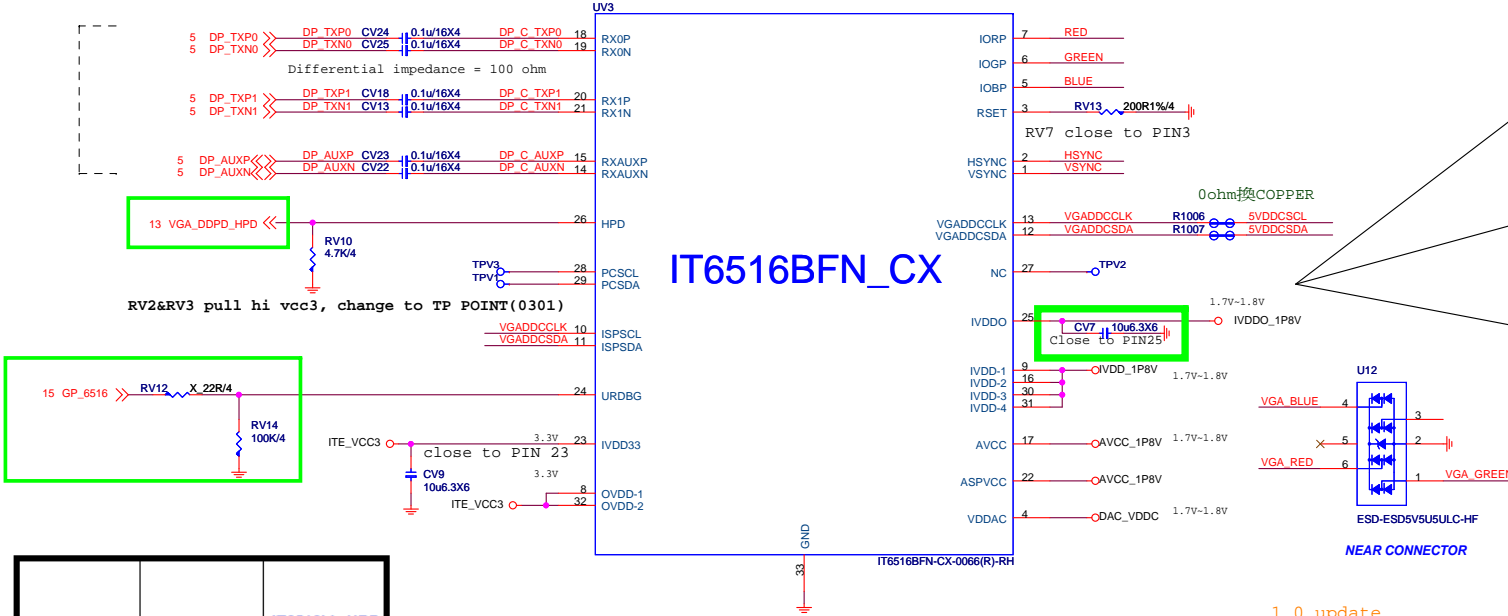 UV3
5 DP_TXP0 DP_TXP0 CV24 0.1u/16X4 DP_C_TXP0 18 RX0P
5 DP_TXN0 DP_TXN0 CV25 0.1u/16X4 DP_C_TXN0 19 RX0N
Differential impedance = 100 ohm
5 DP_TXP1 DP_TXP1 CV18 0.1u/16X4 DP_C_TXP1 20 RX1P
5 DP_TXN1 DP_TXN1 CV13 0.1u/16X4 DP_C_TXN1 21 RX1N
5 DP_AUXP DP_AUXP CV23 0.1u/16X4 DP_C_AUXP 15 RXAUXP
5 DP_AUXN DP_AUXN CV22 0.1u/16X4 DP_C_AUXN 14 RXAUXN
13 VGA_DDPD_HPD 26 HPD
RV10
4.7K/4
TPV3 28 PCSCL
TPV1 29 PCSDA
RV2&RV3 pull hi vcc3, change to TP POINT(0301)
VGADDCCLK 10 ISPSCL
VGADDCSDA 11 ISPSDA
15 GP_6516 RV12 X_22R/4 24 URDBG
RV14
100K/4
ITE_VCC3 3.3V 23 IVDD33
close to PIN 23
CV9 3.3V
10u6.3X6
8 OVDD-1
ITE_VCC3 32 OVDD-2
IT6516BFN_CX
GND
33
IT6516BFN-CX-0066(R)-RH
IORP 7 RED
IOGP 6 GREEN
IOBP 5 BLUE
RSET 3 RV13 200R1%/4
RV7 close to PIN3
HSYNC 2 HSYNC
VSYNC 1 VSYNC
0ohm換COPPER
VGADDCCLK 13 VGADDCCLK R1006 5VDDCSCL
VGADDCSDA 12 VGADDCSDA R1007 5VDDCSDA
NC 27 TPV2
1.7V~1.8V
IVDDO 25 IVDDO_1P8V
CV7 10u6.3X6
Close to PIN25
IVDD-1 9 IVDD_1P8V 1.7V~1.8V
IVDD-2 16
IVDD-3 30
IVDD-4 31
AVCC 17 AVCC_1P8V 1.7V~1.8V
ASPVCC 22 AVCC_1P8V
VDDAC 4 DAC_VDDC 1.7V~1.8V
U12
VGA_BLUE 4
3
5 2
VGA_RED 6
1 VGA_GREEN
ESD-ESD5V5U5ULC-HF
NEAR CONNECTOR